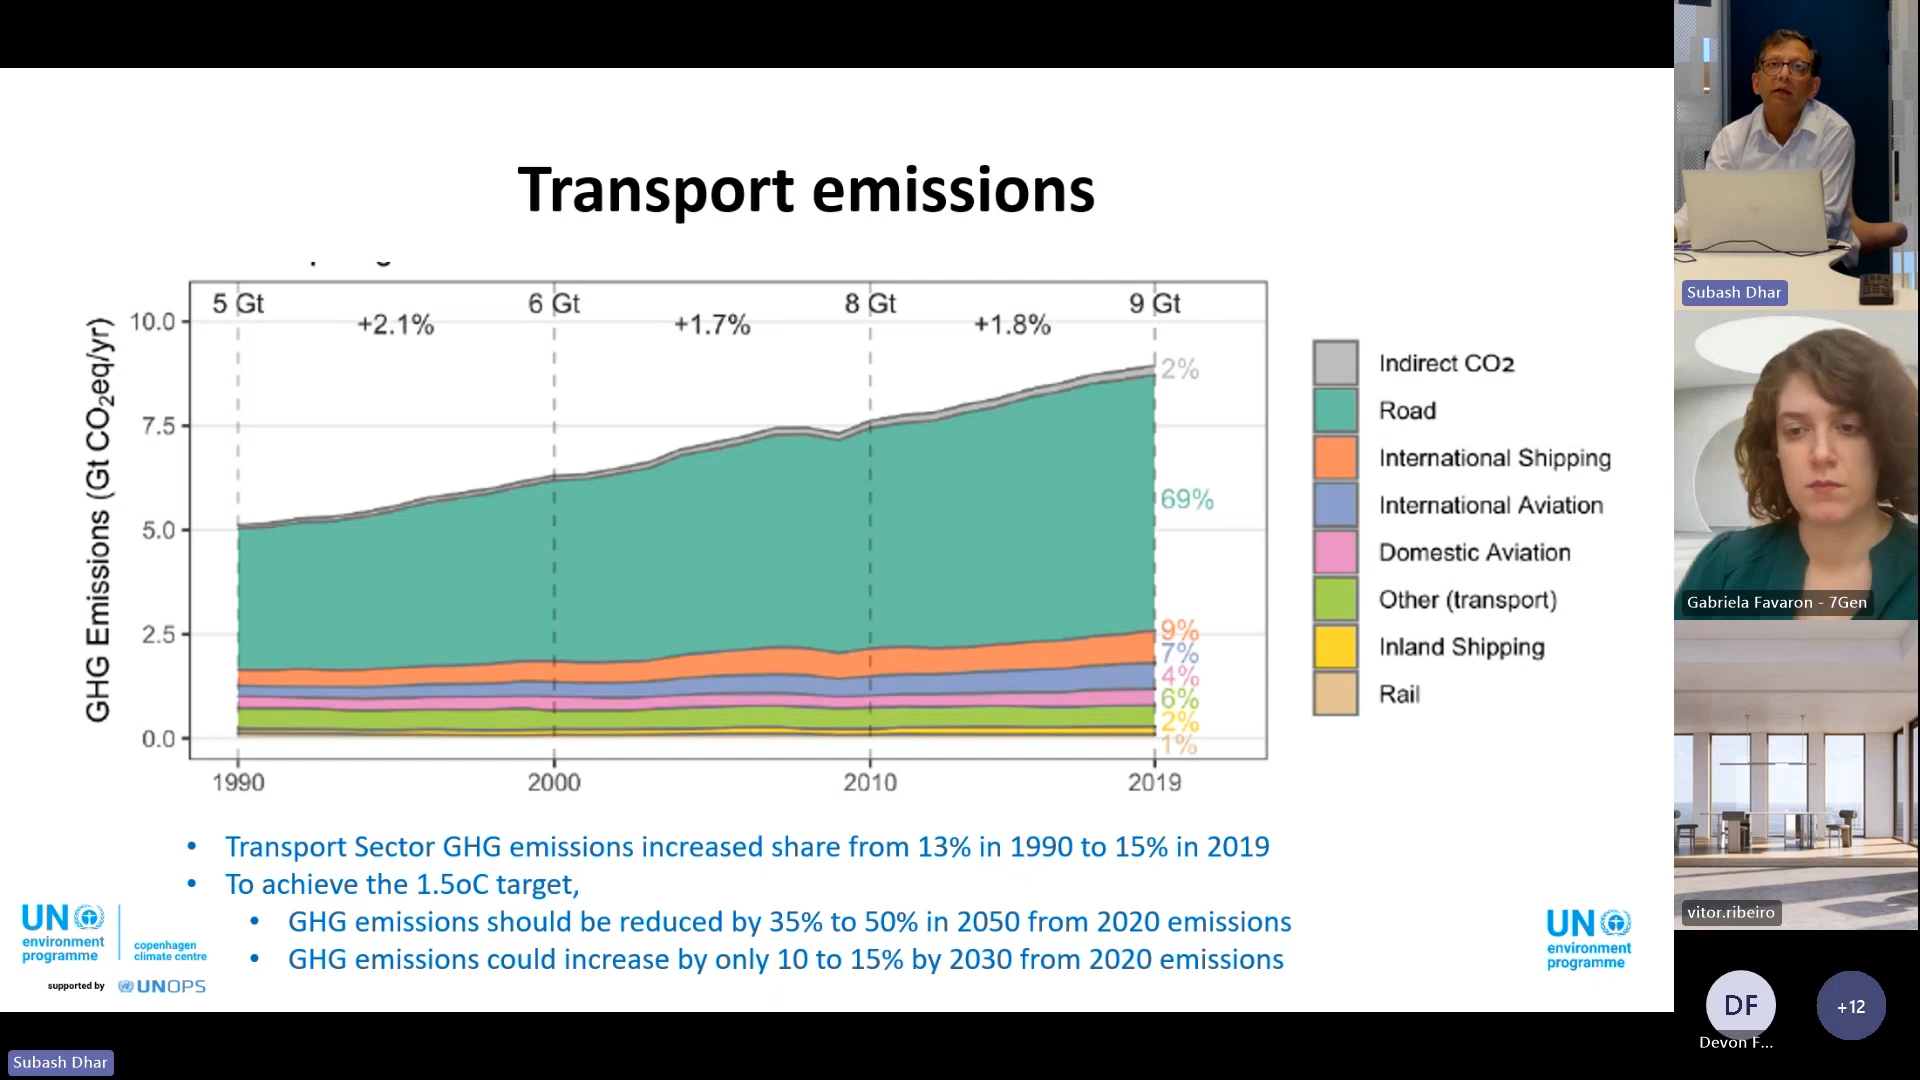 Transport emissions
5 Gt
6 Gt
8 Gt
9 Gt
+2.1%
+1.7%
+1.8%
GHG Emissions (Gt CO2eq/yr)
10.0
7.5
5.0
2.5
0.0
1990
2000
2010
2019
2%
69%
9%
7%
4%
6%
2%
1%
Indirect CO2
Road
International Shipping
International Aviation
Domestic Aviation
Other (transport)
Inland Shipping
Rail
• Transport Sector GHG emissions increased share from 13% in 1990 to 15% in 2019
• To achieve the 1.5oC target,
• GHG emissions should be reduced by 35% to 50% in 2050 from 2020 emissions
• GHG emissions could increase by only 10 to 15% by 2030 from 2020 emissions
UN
environment
programme
copenhagen
climate centre
supported by
UNOPS
UN
environment
programme
Subash Dhar
Subash Dhar
Gabriela Favaron - 7Gen
vitor.ribeiro
DF
Devon F...
+12